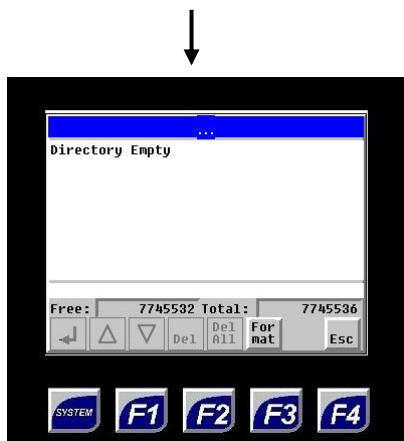 ...
Directory Empty
Free: 7745532 Total: 7745536
Del Del All For mat Esc
SYSTEM F1 F2 F3 F4